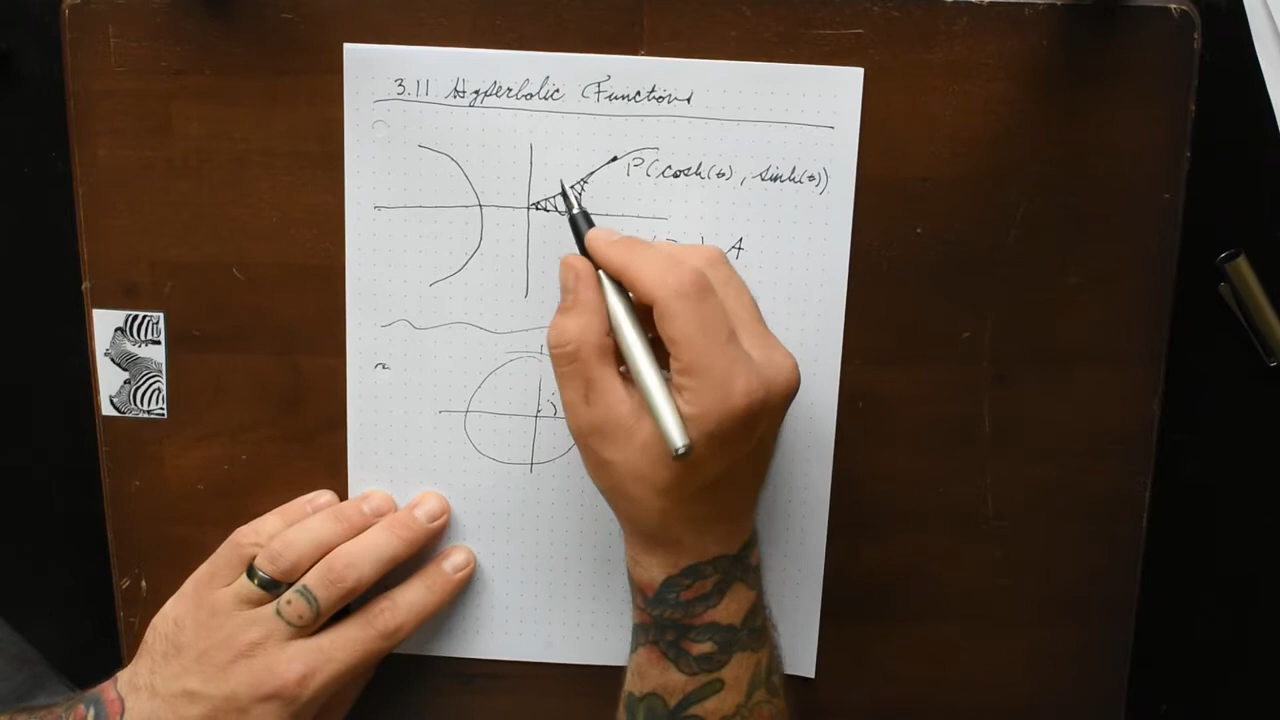 3.11 Hyperbolic Functions
P(cosh(t), sinh(t))
A